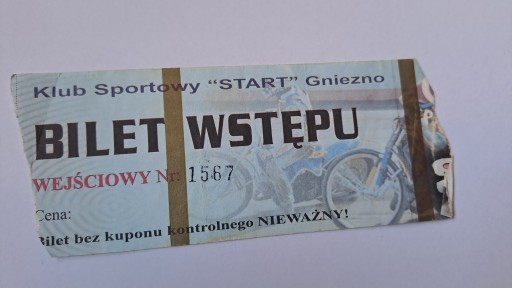 Klub Sportowy "START" Gniezno
BILET WSTĘPU
WEJŚCIOWY Nr 1567
Cena:
Bilet bez kuponu kontrolnego NIEWAŻNY!